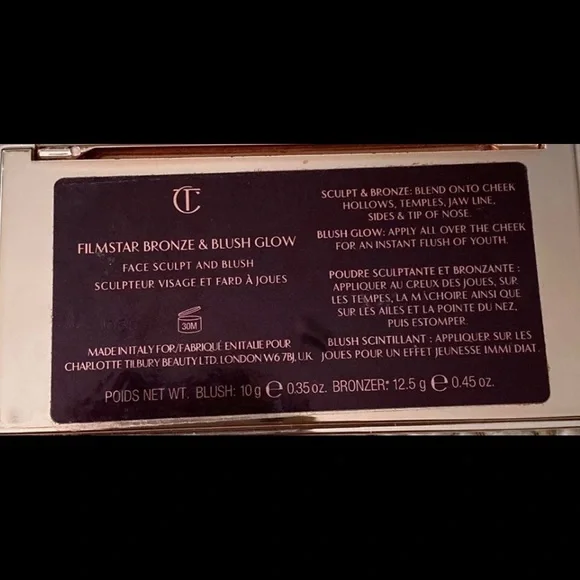 CT
FILMSTAR BRONZE & BLUSH GLOW
FACE SCULPT AND BLUSH
SCULPTEUR VISAGE ET FARD À JOUES
30M
MADE IN ITALY FOR/FABRIQUÉ EN ITALIE POUR
CHARLOTTE TILBURY BEAUTY LTD. LONDON W6 7BJ, U.K
SCULPT & BRONZE: BLEND ONTO CHEEK
HOLLOWS, TEMPLES, JAW LINE,
SIDES & TIP OF NOSE.
BLUSH GLOW: APPLY ALL OVER THE CHEEK
FOR AN INSTANT FLUSH OF YOUTH.
POUDRE SCULPTANTE ET BRONZANTE :
APPLIQUER AU CREUX DES JOUES, SUR
LES TEMPES, LA MÂCHOIRE AINSI QUE
SUR LES AILES ET LA POINTE DU NEZ,
PUIS ESTOMPER.
BLUSH SCINTILLANT : APPLIQUER SUR LES
JOUES POUR UN EFFET JEUNESSE IMMÉDIAT.
POIDS NET WT. BLUSH: 10 g ℮ 0.35 oz. BRONZER: 12.5 g ℮ 0.45 oz.